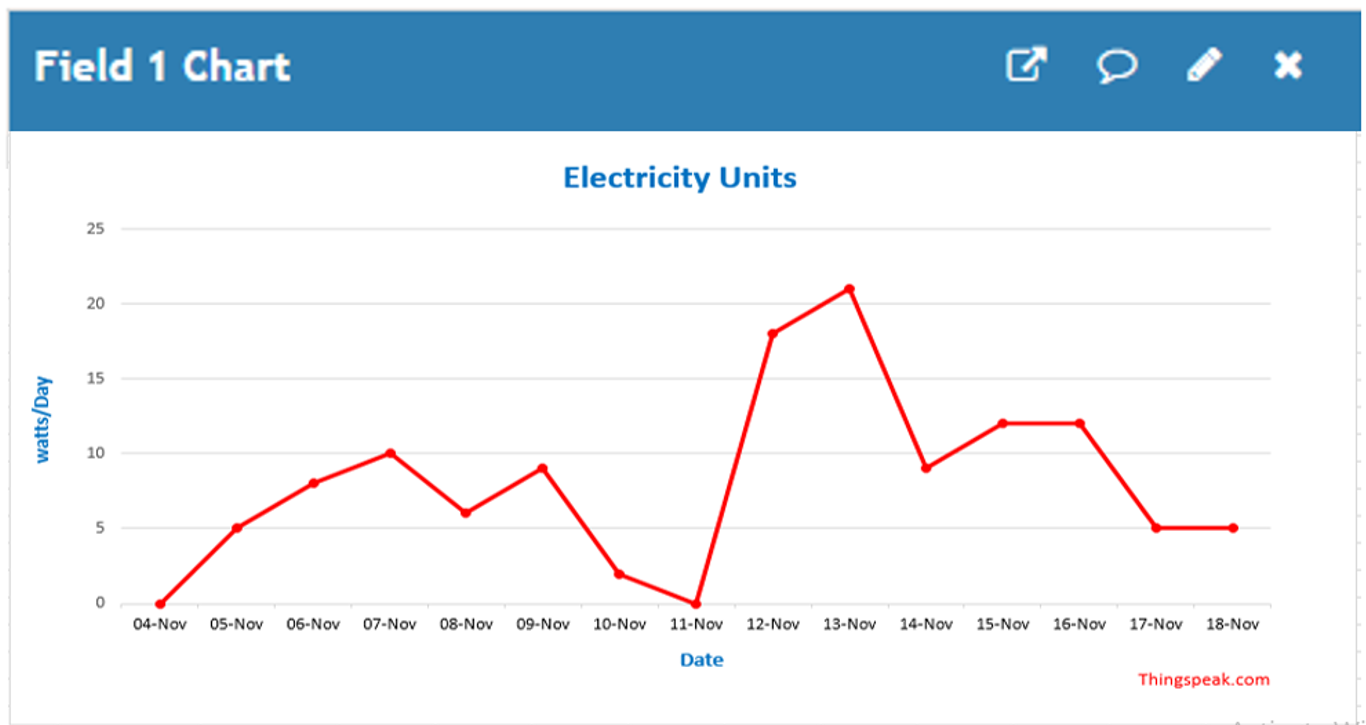 Field 1 Chart
Electricity Units
25
20
15
10
5
0
watts/Day
04-Nov 05-Nov 06-Nov 07-Nov 08-Nov 09-Nov 10-Nov 11-Nov 12-Nov 13-Nov 14-Nov 15-Nov 16-Nov 17-Nov 18-Nov
Date
Thingspeak.com